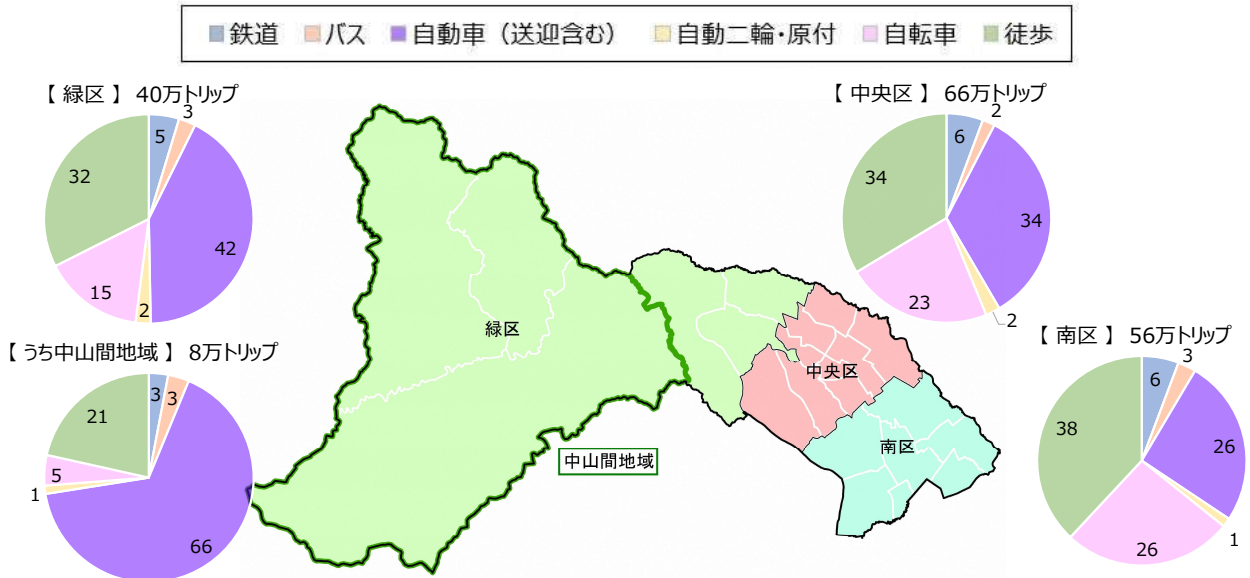 鉄道 バス 自動車（送迎含む） 自動二輪・原付 自転車 徒歩
【 緑区 】 40万トリップ
5
3
42
2
15
32
【 中央区 】 66万トリップ
6
2
34
2
23
34
【 うち中山間地域 】 8万トリップ
3
3
66
1
5
21
【 南区 】 56万トリップ
6
3
26
1
26
38
緑区
中央区
南区
中山間地域